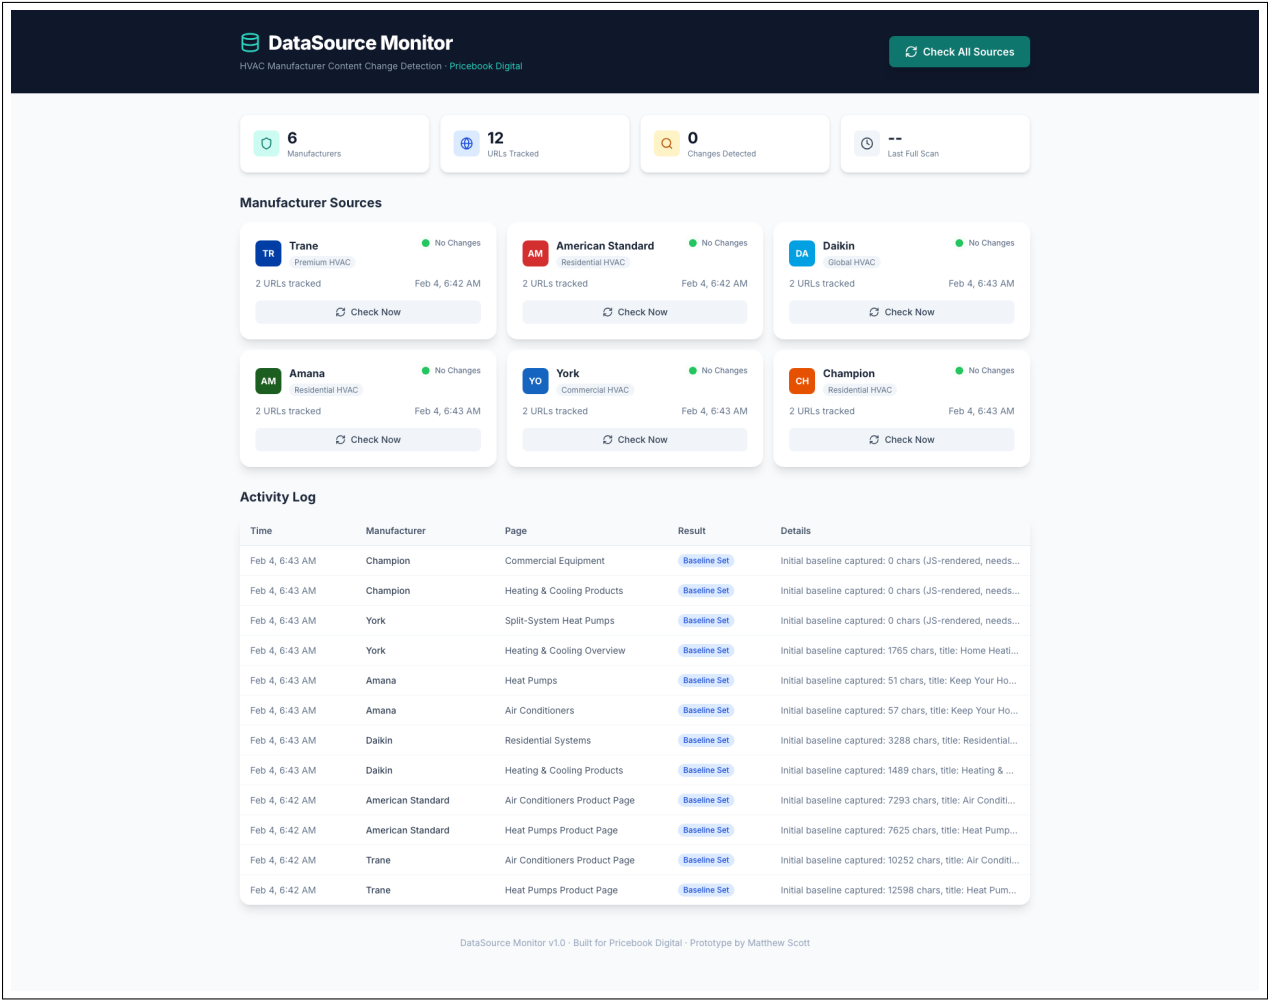 DataSource Monitor
HVAC Manufacturer Content Change Detection · Pricebook Digital
Check All Sources
6
Manufacturers
12
URLs Tracked
0
Changes Detected
--
Last Full Scan
Manufacturer Sources
TR
Trane
No Changes
Premium HVAC
2 URLs tracked
Feb 4, 6:42 AM
Check Now
AM
American Standard
No Changes
Residential HVAC
2 URLs tracked
Feb 4, 6:42 AM
Check Now
DA
Daikin
No Changes
Global HVAC
2 URLs tracked
Feb 4, 6:43 AM
Check Now
AM
Amana
No Changes
Residential HVAC
2 URLs tracked
Feb 4, 6:43 AM
Check Now
YO
York
No Changes
Commercial HVAC
2 URLs tracked
Feb 4, 6:43 AM
Check Now
CH
Champion
No Changes
Residential HVAC
2 URLs tracked
Feb 4, 6:43 AM
Check Now
Activity Log
Time Manufacturer Page Result Details
Feb 4, 6:43 AM Champion Commercial Equipment Baseline Set Initial baseline captured: 0 chars (JS-rendered, needs...
Feb 4, 6:43 AM Champion Heating & Cooling Products Baseline Set Initial baseline captured: 0 chars (JS-rendered, needs...
Feb 4, 6:43 AM York Split-System Heat Pumps Baseline Set Initial baseline captured: 0 chars (JS-rendered, needs...
Feb 4, 6:43 AM York Heating & Cooling Overview Baseline Set Initial baseline captured: 1765 chars, title: Home Heati...
Feb 4, 6:43 AM Amana Heat Pumps Baseline Set Initial baseline captured: 51 chars, title: Keep Your Ho...
Feb 4, 6:43 AM Amana Air Conditioners Baseline Set Initial baseline captured: 57 chars, title: Keep Your Ho...
Feb 4, 6:43 AM Daikin Residential Systems Baseline Set Initial baseline captured: 3288 chars, title: Residential...
Feb 4, 6:43 AM Daikin Heating & Cooling Products Baseline Set Initial baseline captured: 1489 chars, title: Heating & ...
Feb 4, 6:42 AM American Standard Air Conditioners Product Page Baseline Set Initial baseline captured: 7293 chars, title: Air Conditi...
Feb 4, 6:42 AM American Standard Heat Pumps Product Page Baseline Set Initial baseline captured: 7625 chars, title: Heat Pump...
Feb 4, 6:42 AM Trane Air Conditioners Product Page Baseline Set Initial baseline captured: 10252 chars, title: Air Conditi...
Feb 4, 6:42 AM Trane Heat Pumps Product Page Baseline Set Initial baseline captured: 12598 chars, title: Heat Pum...
DataSource Monitor v1.0 · Built for Pricebook Digital · Prototype by Matthew Scott